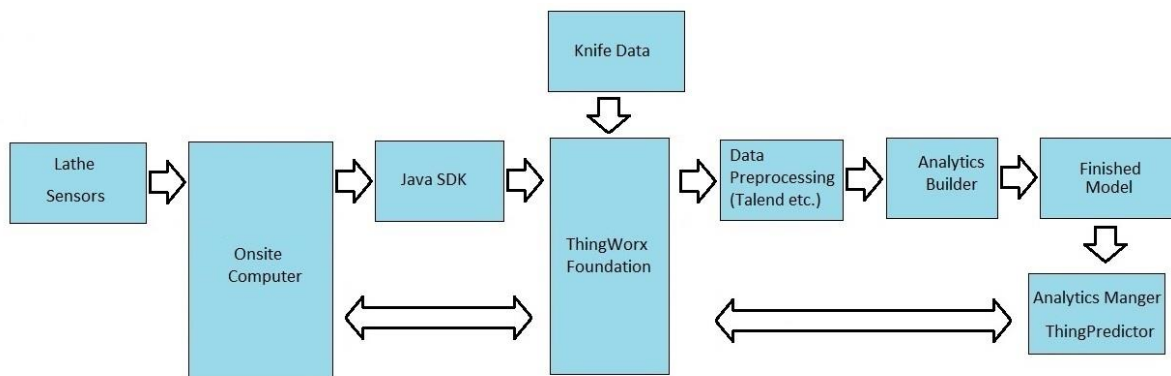 Knife Data
Lathe
Sensors
Onsite
Computer
Java SDK
ThingWorx
Foundation
Data
Preprocessing
(Talend etc.)
Analytics
Builder
Finished
Model
Analytics Manger
ThingPredictor